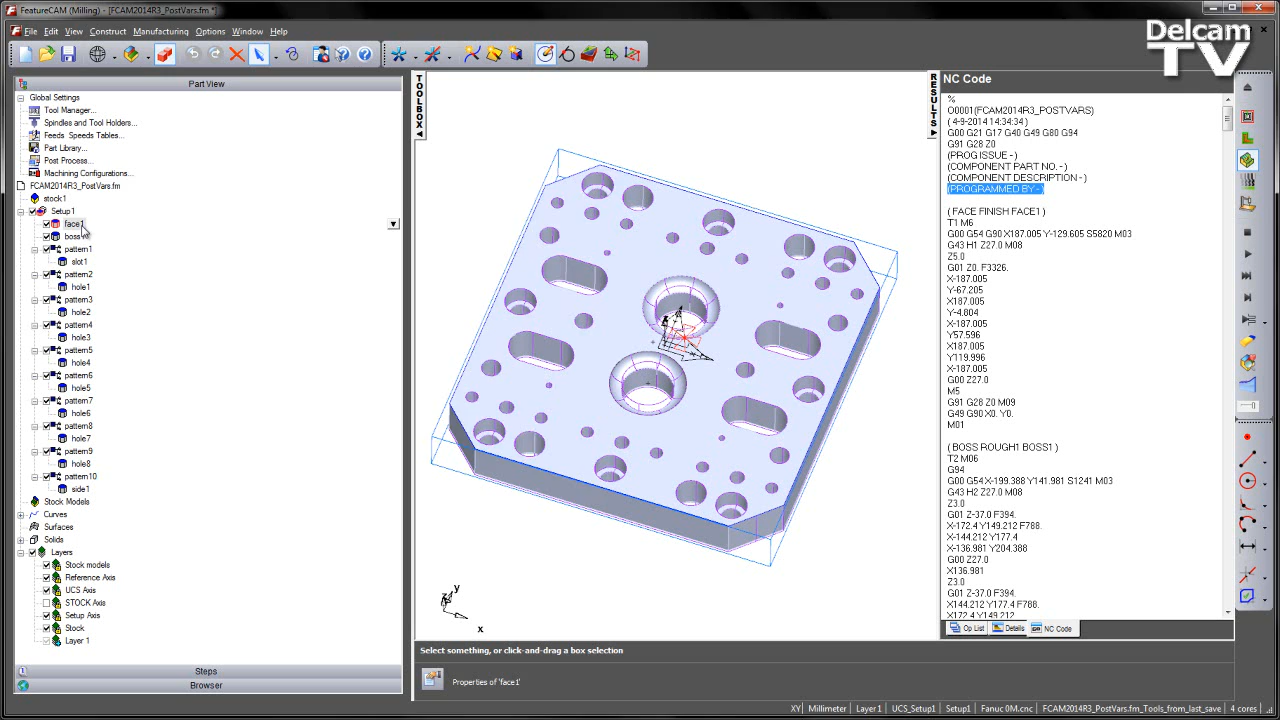 FeatureCAM (Milling) - [FCAM2014R3_PostVars.fm *]
File Edit View Construct Manufacturing Options Window Help
Delcam
TV
Part View
Global Settings
Tool Manager...
Spindles and Tool Holders...
Feeds Speeds Tables...
Part Library...
Post Process...
Machining Configurations...
FCAM2014R3_PostVars.fm
stock1
Setup1
face1
boss1
pattern1
slot1
pattern2
hole1
pattern3
hole2
pattern4
hole3
pattern5
hole4
pattern6
hole5
pattern7
hole6
pattern8
hole7
pattern9
hole8
pattern10
side1
Stock Models
Curves
Surfaces
Solids
Layers
Stock models
Reference Axis
UCS Axis
STOCK Axis
Setup Axis
Stock
Layer 1
Steps
Browser
TOOLBOX
y
x
RESULTS
NC Code
%
O0001(FCAM2014R3_POSTVARS)
( 4-9-2014 14:34:34 )
G00 G21 G17 G40 G49 G80 G94
G91 G28 Z0
(PROG ISSUE - )
(COMPONENT PART NO. - )
(COMPONENT DESCRIPTION - )
(PROGRAMMED BY - )
( FACE FINISH FACE1 )
T1 M6
G00 G54 G90 X187.005 Y-129.605 S5820 M03
G43 H1 Z27.0 M08
Z5.0
G01 Z0. F3326.
X-187.005
Y-67.205
X187.005
Y-4.804
X-187.005
Y57.596
X187.005
Y119.996
X-187.005
G00 Z27.0
M5
G91 G28 Z0 M09
G49 G90 X0. Y0.
M01
( BOSS ROUGH1 BOSS1 )
T2 M06
G94
G00 G54 X-199.388 Y141.981 S1241 M03
G43 H2 Z27.0 M08
Z3.0
G01 Z-37.0 F394.
X-172.4 Y149.212 F788.
X-144.212 Y177.4
X-136.981 Y204.388
G00 Z27.0
X136.981
Z3.0
G01 Z-37.0 F394.
X144.212 Y177.4 F788.
X172.4 Y149.212
Op List Details NC Code
Select something, or click-and-drag a box selection
Properties of 'face1'
XY Millimeter Layer 1 UCS_Setup1 Setup1 Fanuc 0M.cnc FCAM2014R3_PostVars.fm_Tools_from_last_save 4 cores